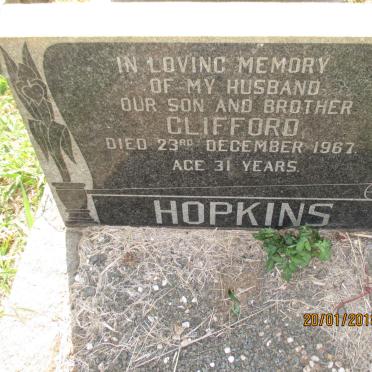 IN LOVING MEMORY
OF MY HUSBAND
OUR SON AND BROTHER
CLIFFORD
DIED 23RD DECEMBER 1967.
AGE 31 YEARS.
HOPKINS